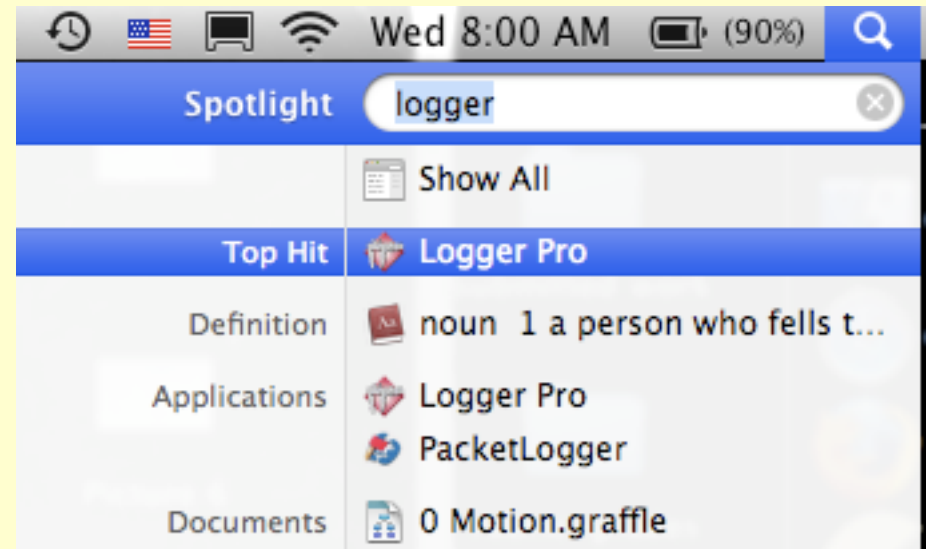 Wed 8:00 AM (90%)
Spotlight logger
Show All
Top Hit Logger Pro
Definition noun 1 a person who fells t...
Applications Logger Pro
PacketLogger
Documents 0 Motion.graffle